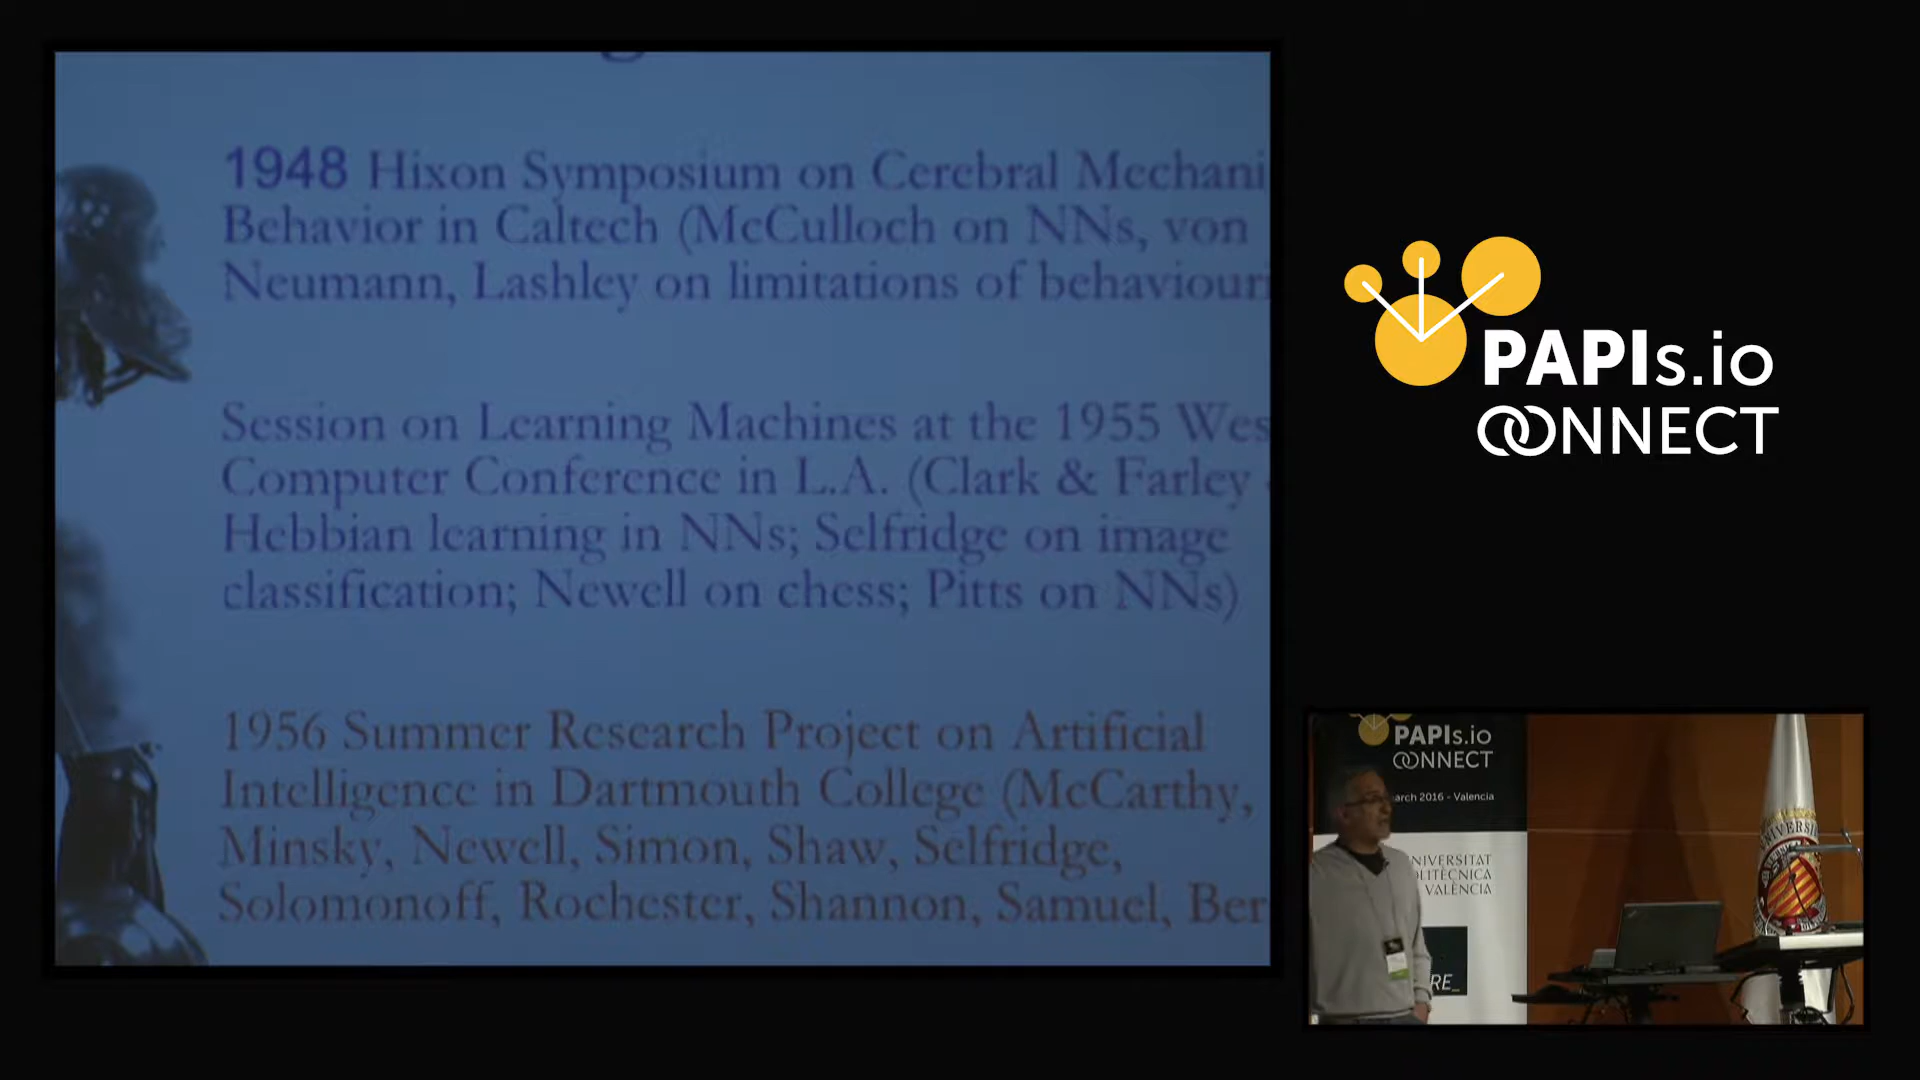 1948 Hixon Symposium on Cerebral Mechani
Behavior in Caltech (McCulloch on NNs, von
Neumann, Lashley on limitations of behaviour
Session on Learning Machines at the 1955 Wes
Computer Conference in L.A. (Clark & Farley
Hebbian learning in NNs; Selfridge on image
classification; Newell on chess; Pitts on NNs)
1956 Summer Research Project on Artificial
Intelligence in Dartmouth College (McCarthy,
Minsky, Newell, Simon, Shaw, Selfridge,
Solomonoff, Rochester, Shannon, Samuel, Ber
PAPIs.io
CONNECT
PAPIs.io
CONNECT
arch 2016 - Valencia
NIVERSITAT
OLITÈCNICA
VALÈNCIA
RE_